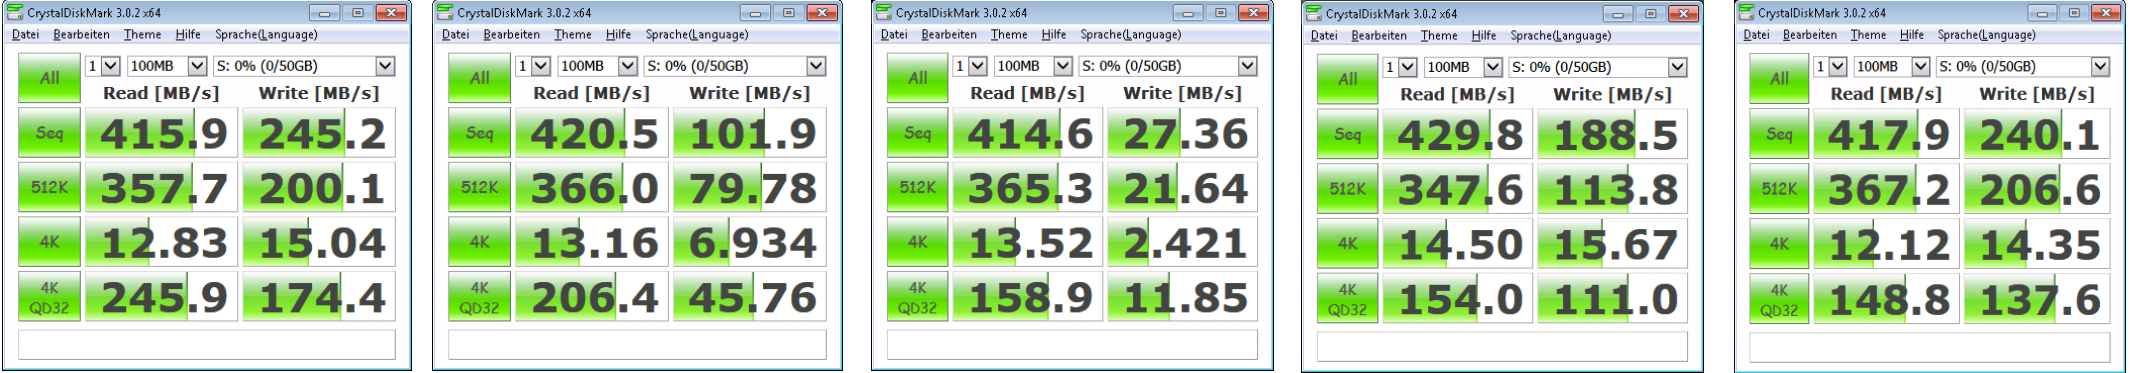 CrystalDiskMark 3.0.2 x64
Datei Bearbeiten Theme Hilfe Sprache(Language)
All 1 100MB S: 0% (0/50GB)
Read [MB/s] Write [MB/s]
Seq 415.9 245.2
512K 357.7 200.1
4K 12.83 15.04
4K QD32 245.9 174.4
CrystalDiskMark 3.0.2 x64
Datei Bearbeiten Theme Hilfe Sprache(Language)
All 1 100MB S: 0% (0/50GB)
Read [MB/s] Write [MB/s]
Seq 420.5 101.9
512K 366.0 79.78
4K 13.16 6.934
4K QD32 206.4 45.76
CrystalDiskMark 3.0.2 x64
Datei Bearbeiten Theme Hilfe Sprache(Language)
All 1 100MB S: 0% (0/50GB)
Read [MB/s] Write [MB/s]
Seq 414.6 27.36
512K 365.3 21.64
4K 13.52 2.421
4K QD32 158.9 11.85
CrystalDiskMark 3.0.2 x64
Datei Bearbeiten Theme Hilfe Sprache(Language)
All 1 100MB S: 0% (0/50GB)
Read [MB/s] Write [MB/s]
Seq 429.8 188.5
512K 347.6 113.8
4K 14.50 15.67
4K QD32 154.0 111.0
CrystalDiskMark 3.0.2 x64
Datei Bearbeiten Theme Hilfe Sprache(Language)
All 1 100MB S: 0% (0/50GB)
Read [MB/s] Write [MB/s]
Seq 417.9 240.1
512K 367.2 206.6
4K 12.12 14.35
4K QD32 148.8 137.6